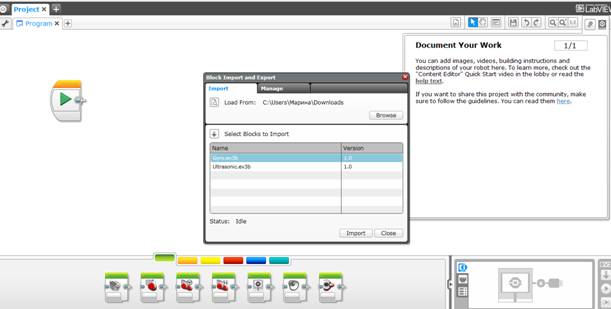 Project
LabVIEW
Program
Document Your Work
1/1
You can add images, videos, building instructions and
descriptions of your robot here. To learn more, check out the
"Content Editor" Quick Start video in the lobby or read the
help text.
If you want to share this project with the community, make
sure to follow the guidelines. You can read them here.
Block Import and Export
Import
Manage
Load From: C:\Users\Марина\Downloads
Browse
Select Blocks to Import
Name
Version
Gyro.ev3b
1.0
Ultrasonic.ev3b
1.0
Status: Idle
Import
Close